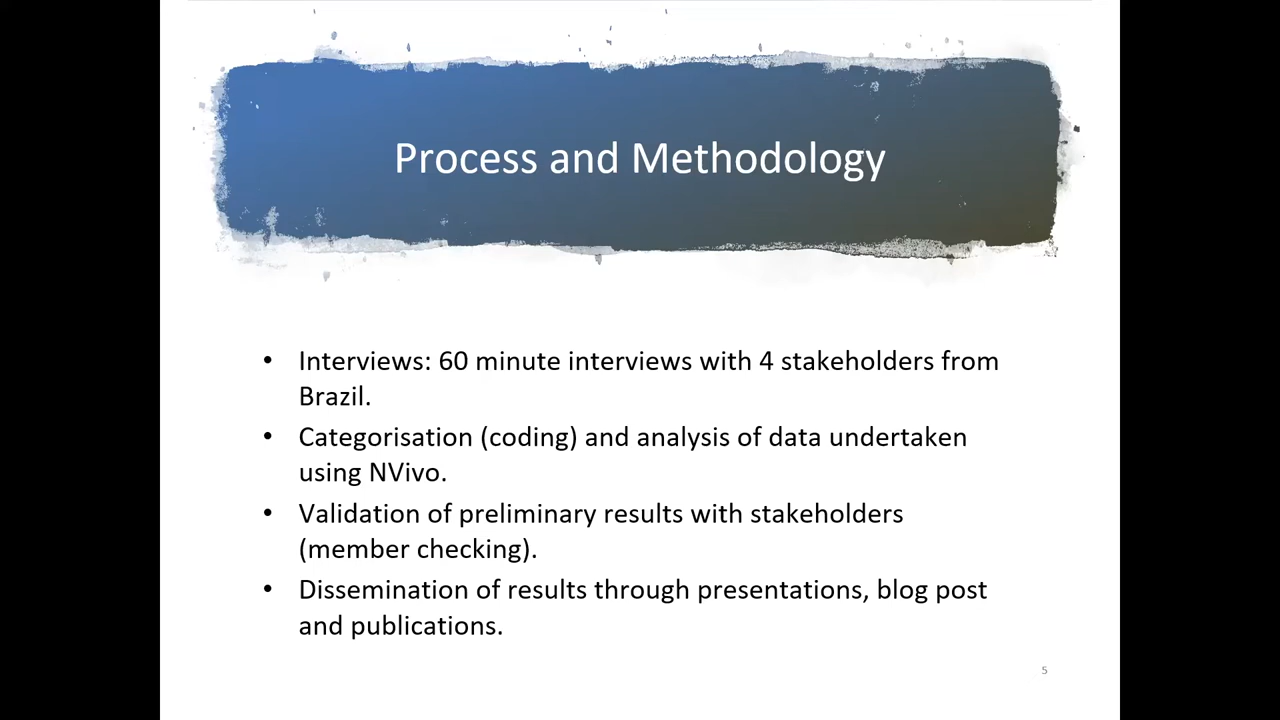 Process and Methodology
• Interviews: 60 minute interviews with 4 stakeholders from
Brazil.
• Categorisation (coding) and analysis of data undertaken
using NVivo.
• Validation of preliminary results with stakeholders
(member checking).
• Dissemination of results through presentations, blog post
and publications.
5